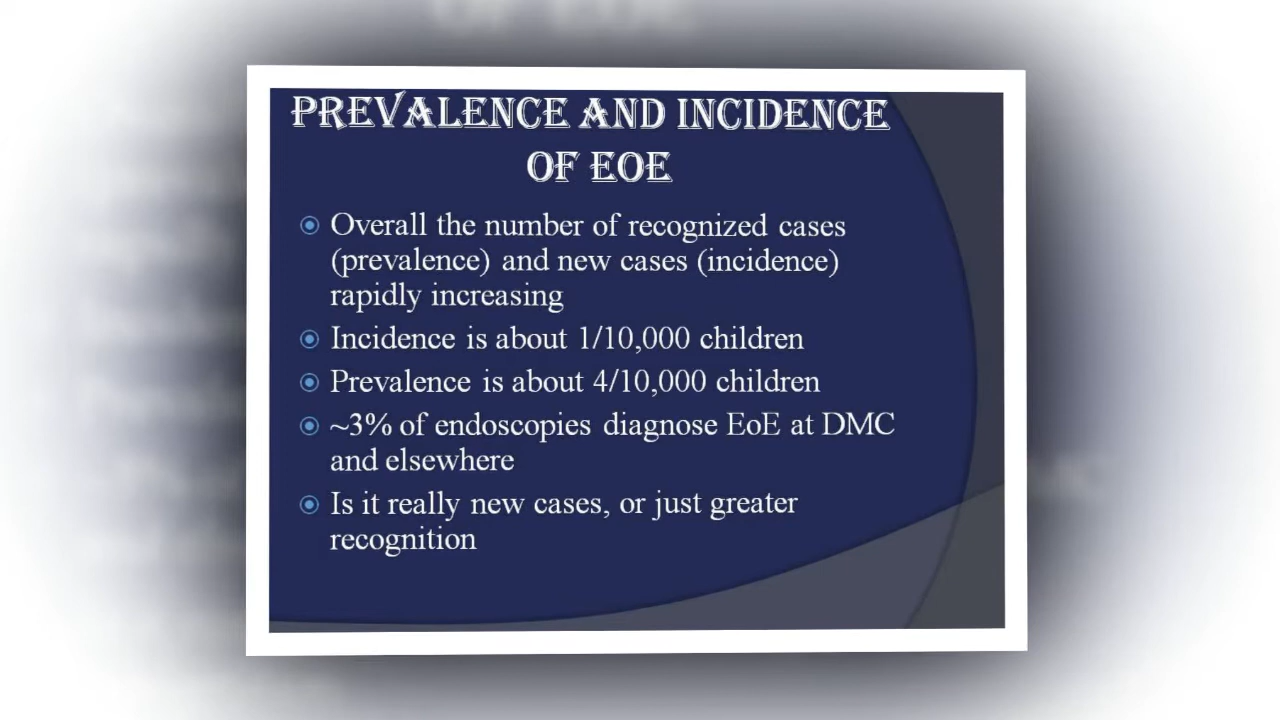 PREVALENCE AND INCIDENCE
OF EOE
Overall the number of recognized cases
(prevalence) and new cases (incidence)
rapidly increasing
Incidence is about 1/10,000 children
Prevalence is about 4/10,000 children
~3% of endoscopies diagnose EoE at DMC
and elsewhere
Is it really new cases, or just greater
recognition